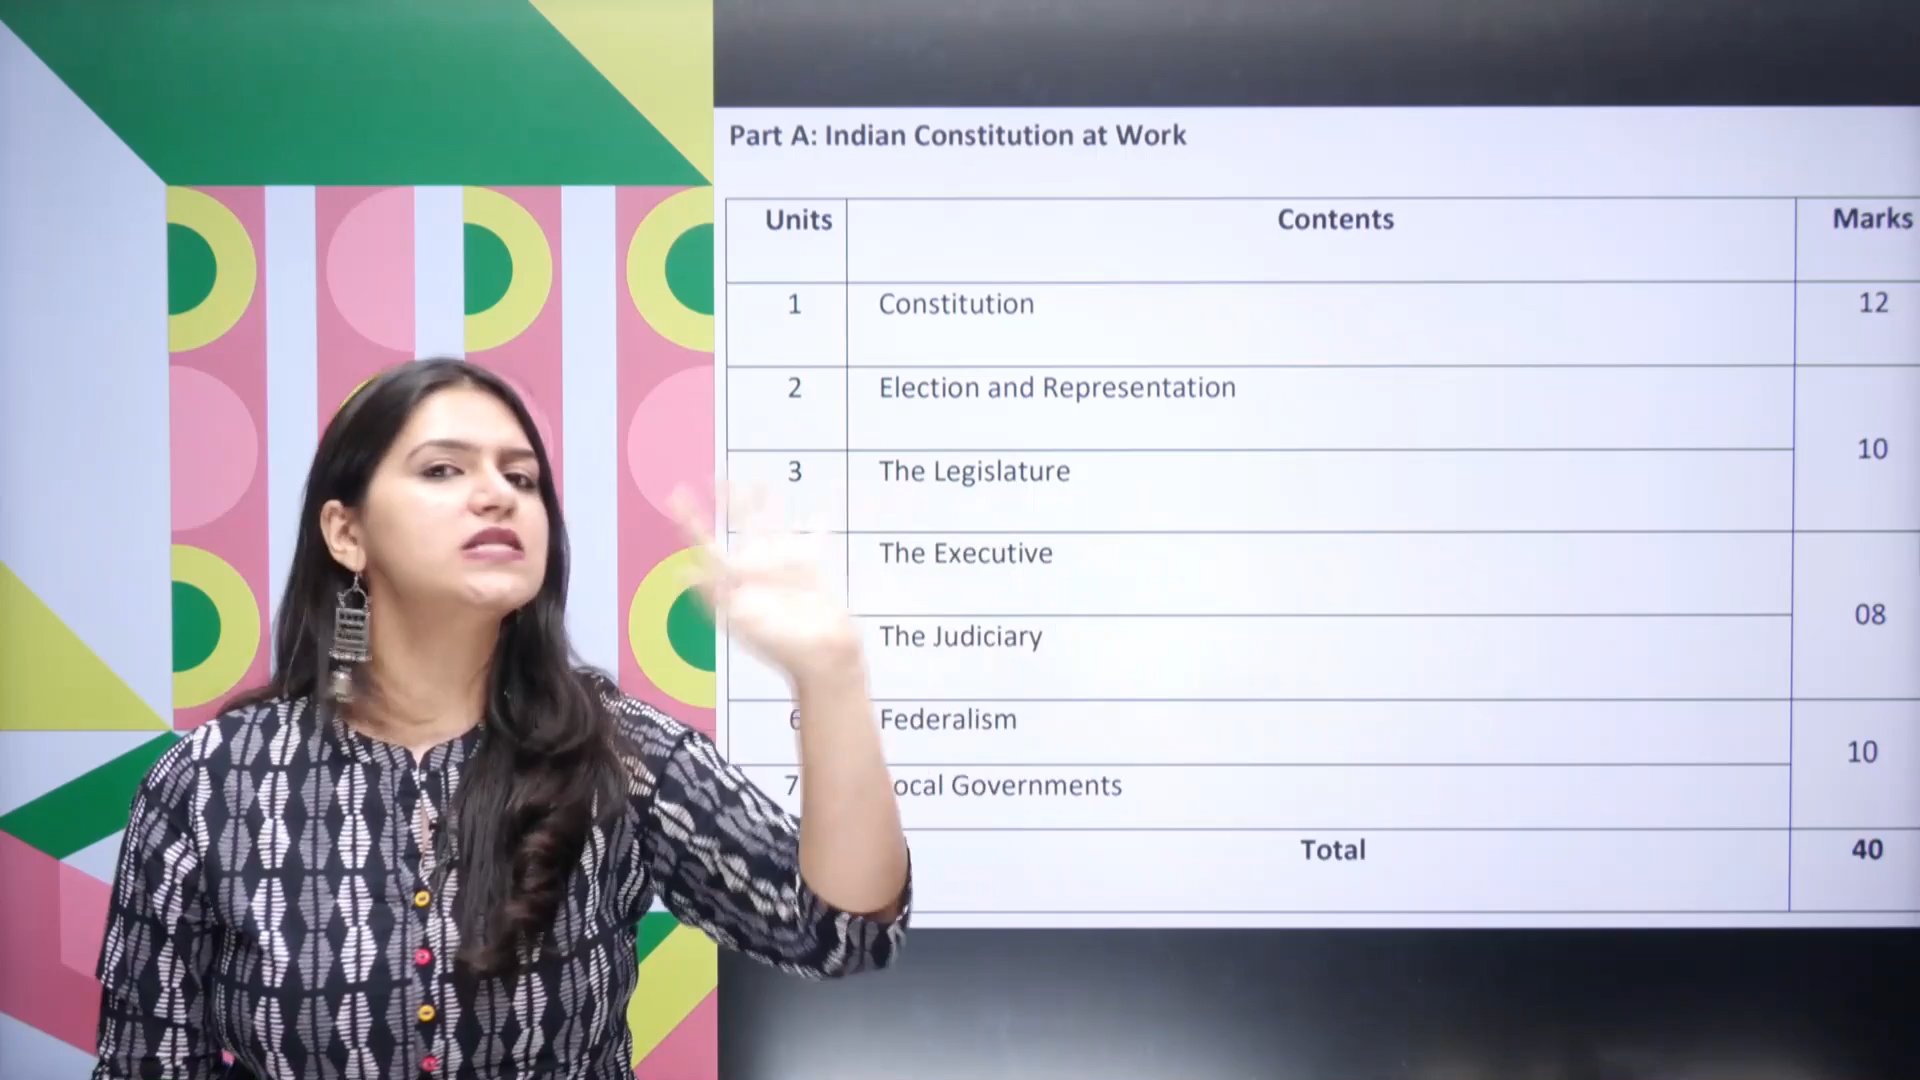 Part A: Indian Constitution at Work
Units Contents Marks
1 Constitution 12
2 Election and Representation
10
3 The Legislature
The Executive
08
The Judiciary
6 Federalism
10
7 ocal Governments
Total 40